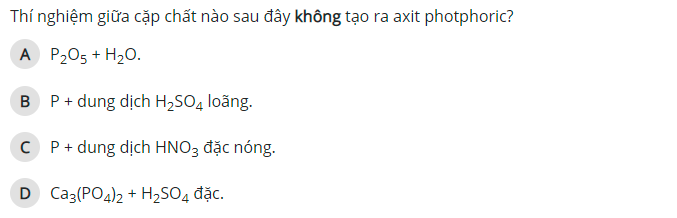 Thí nghiệm giữa cặp chất nào sau đây không tạo ra axit photphoric?
A P₂O₅ + H₂O.
B P + dung dịch H₂SO₄ loãng.
C P + dung dịch HNO₃ đặc nóng.
D Ca₃(PO₄)₂ + H₂SO₄ đặc.